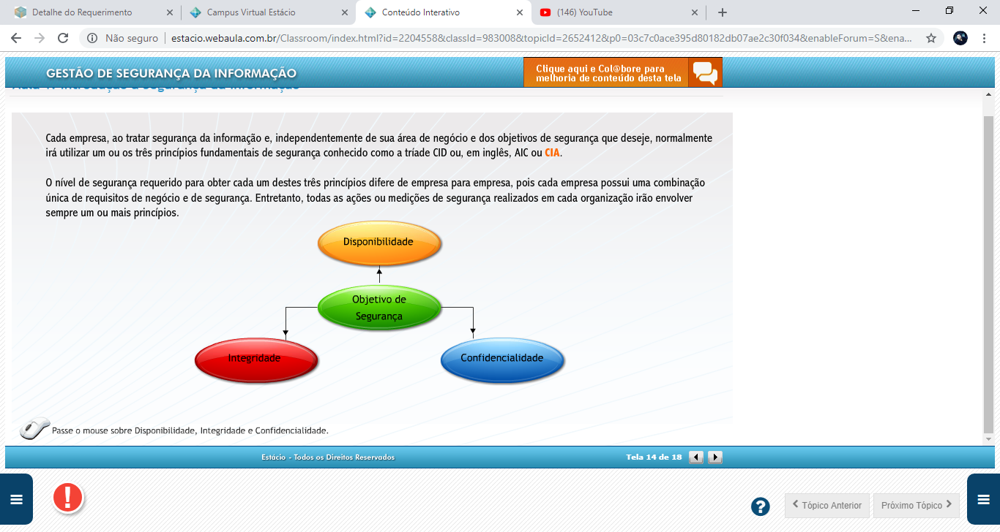 Detalhe do Requerimento
Campus Virtual Estácio
Conteúdo Interativo
(146) YouTube
Não seguro
estacio.webaula.com.br/Classroom/index.html?id=2204558&classId=983008&topicId=2652412&p0=03c7c0ace395d80182db07ae2c30f034&enableForum=S&ena...
GESTÃO DE SEGURANÇA DA INFORMAÇÃO
Clique aqui e Col@bore para
melhoria de conteúdo desta tela
Aula 1: Introdução à segurança da informação
Cada empresa, ao tratar segurança da informação e, independentemente de sua área de negócio e dos objetivos de segurança que deseje, normalmente
irá utilizar um ou os três princípios fundamentais de segurança conhecido como a tríade CID ou, em inglês, AIC ou CIA.
O nível de segurança requerido para obter cada um destes três princípios difere de empresa para empresa, pois cada empresa possui uma combinação
única de requisitos de negócio e de segurança. Entretanto, todas as ações ou medições de segurança realizados em cada organização irão envolver
sempre um ou mais princípios.
Disponibilidade
Objetivo de
Segurança
Integridade
Confidencialidade
Passe o mouse sobre Disponibilidade, Integridade e Confidencialidade.
Estácio - Todos os Direitos Reservados
Tela 14 de 18
Tópico Anterior
Próximo Tópico